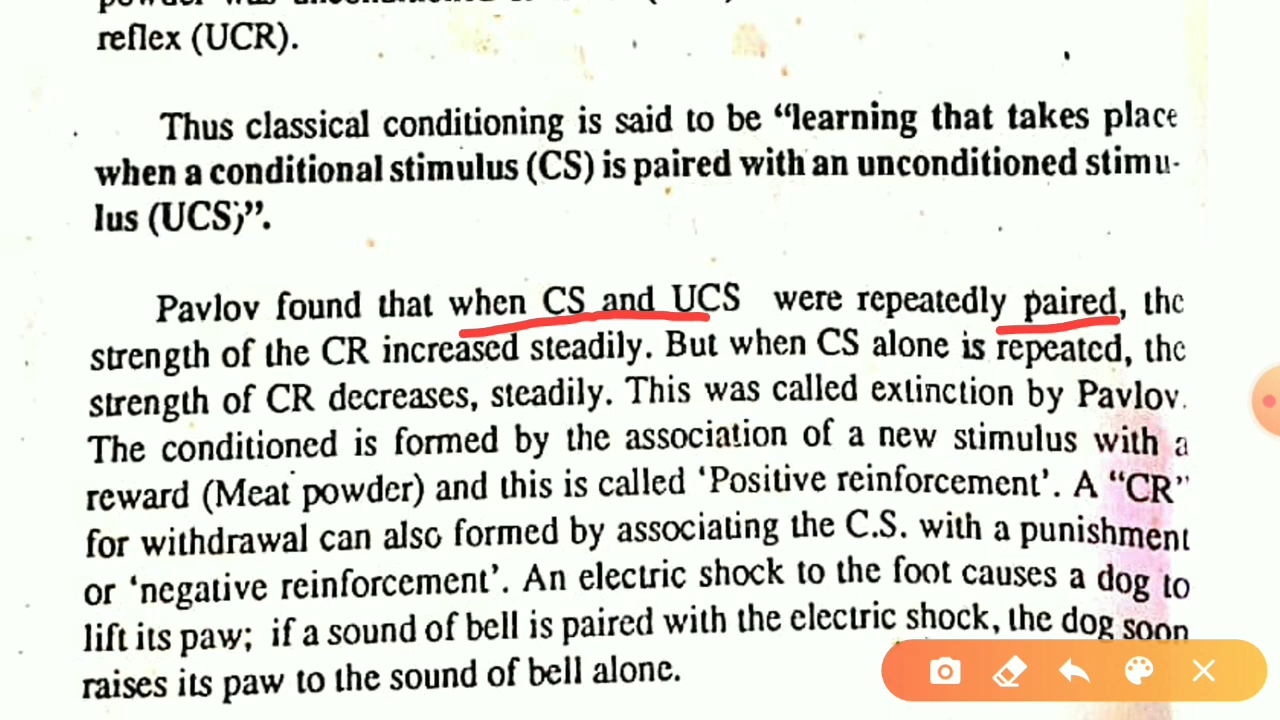 reflex (UCR).
Thus classical conditioning is said to be “learning that takes place
when a conditional stimulus (CS) is paired with an unconditioned stimu-
lus (UCS)”.
Pavlov found that when CS and UCS were repeatedly paired, the
strength of the CR increased steadily. But when CS alone is repeated, the
strength of CR decreases, steadily. This was called extinction by Pavlov.
The conditioned is formed by the association of a new stimulus with a
reward (Meat powder) and this is called ‘Positive reinforcement’. A “CR”
for withdrawal can also formed by associating the C.S. with a punishment
or ‘negative reinforcement’. An electric shock to the foot causes a dog to
lift its paw; if a sound of bell is paired with the electric shock, the dog soon
raises its paw to the sound of bell alone.